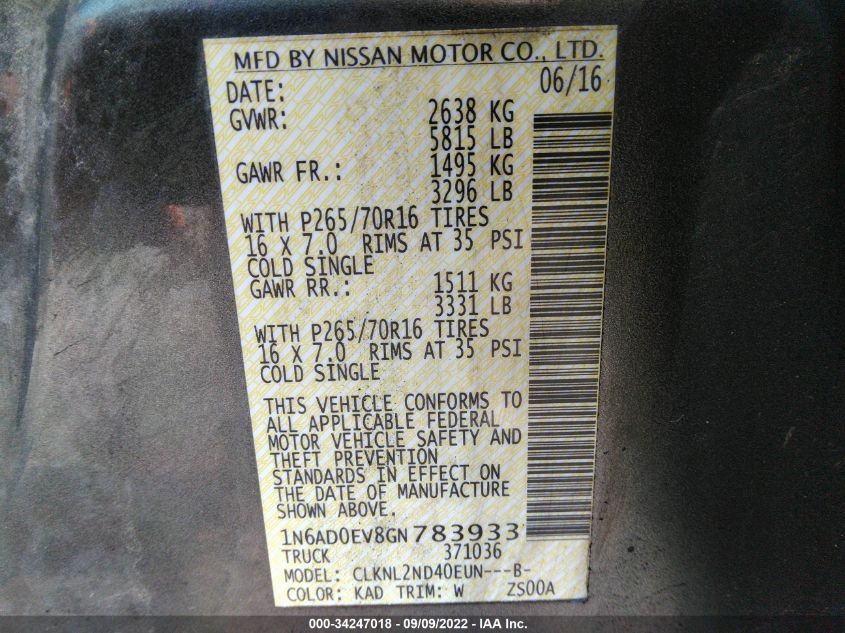 MFD BY NISSAN MOTOR CO., LTD.
DATE: 06/16
GVWR: 2638 KG
5815 LB
GAWR FR.: 1495 KG
3296 LB
WITH P265/70R16 TIRES
16 X 7.0 RIMS AT 35 PSI
COLD SINGLE
GAWR RR.: 1511 KG
3331 LB
WITH P265/70R16 TIRES
16 X 7.0 RIMS AT 35 PSI
COLD SINGLE
THIS VEHICLE CONFORMS TO
ALL APPLICABLE FEDERAL
MOTOR VEHICLE SAFETY AND
THEFT PREVENTION
STANDARDS IN EFFECT ON
THE DATE OF MANUFACTURE
SHOWN ABOVE.
1N6AD0EV8GN783933
TRUCK 371036
MODEL: CLKNL2ND40EUN---B-
COLOR: KAD TRIM: W ZS00A
000-34247018 - 09/09/2022 - IAA Inc.